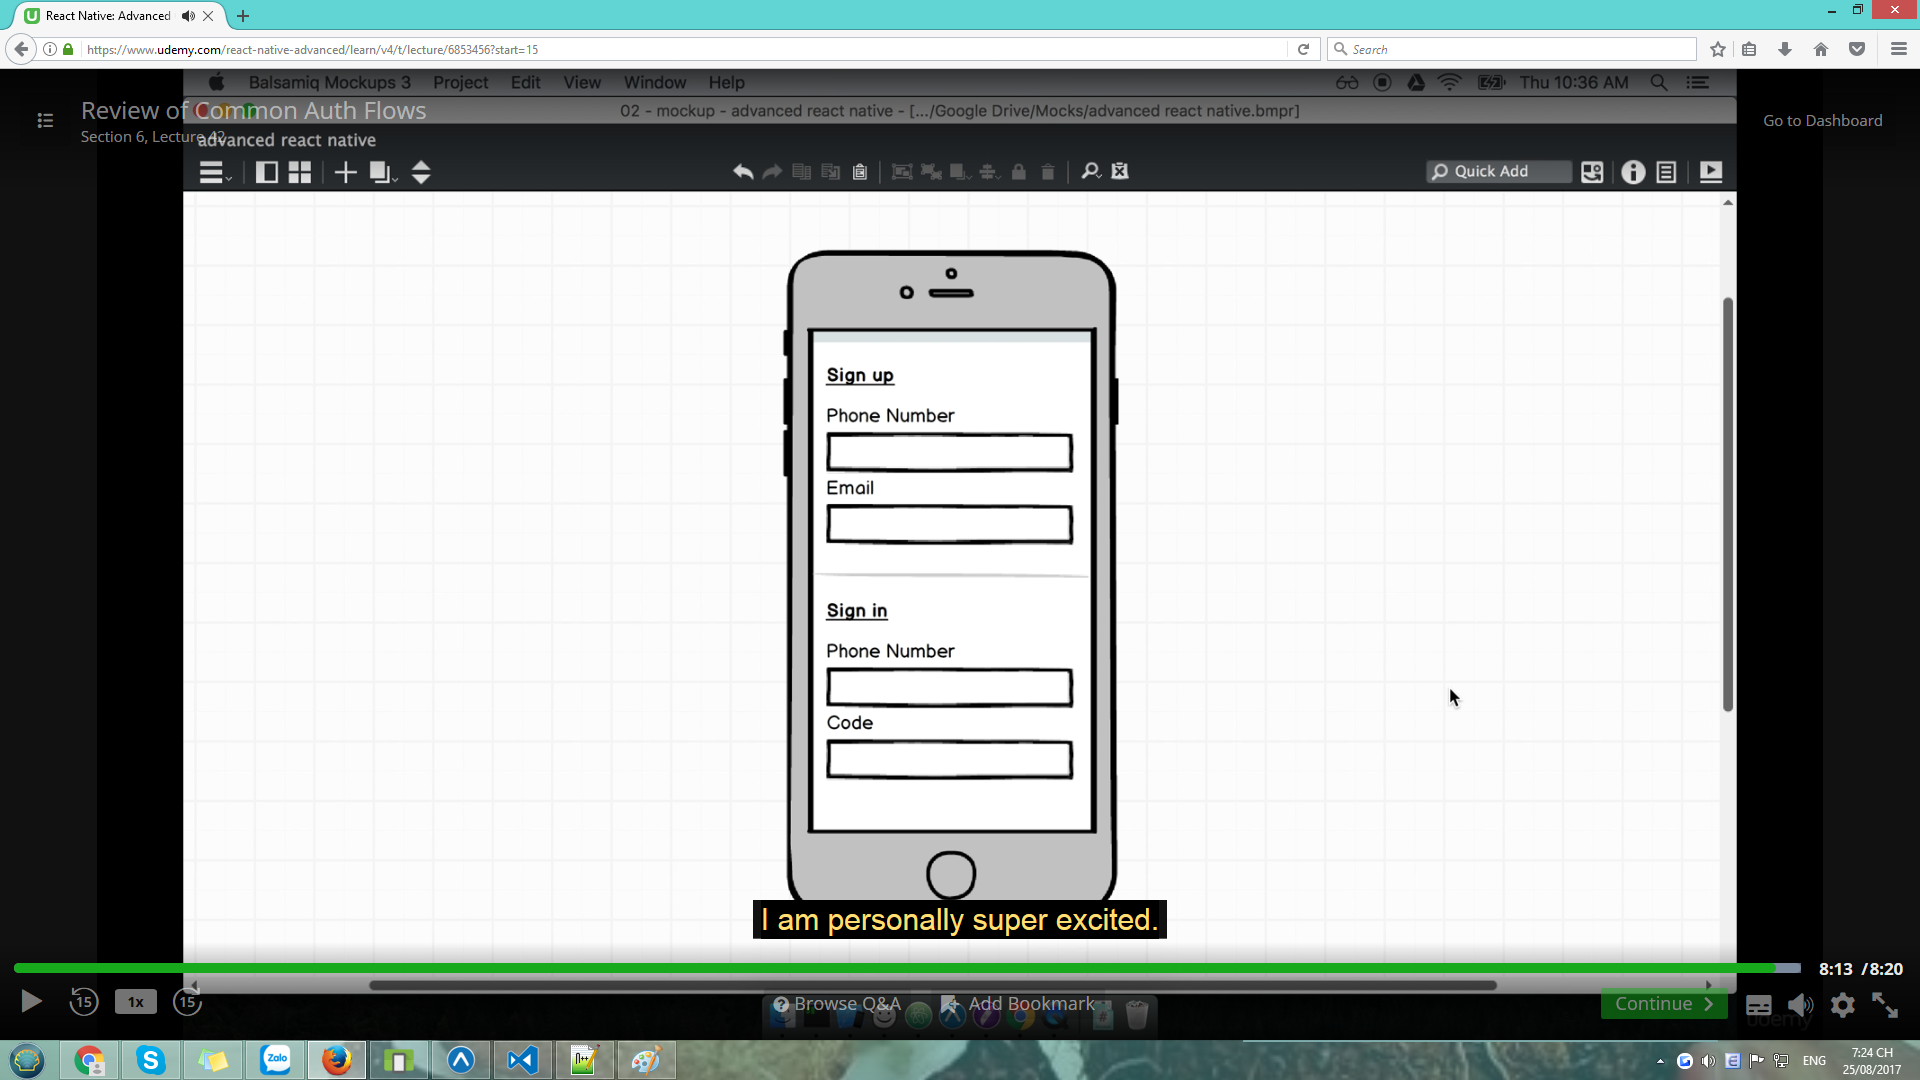 React Native: Advanced
https://www.udemy.com/react-native-advanced/learn/v4/t/lecture/6853456?start=15
Search
Balsamiq Mockups 3 Project Edit View Window Help Thu 10:36 AM
Review of Common Auth Flows
02 - mockup - advanced react native - [.../Google Drive/Mocks/advanced react native.bmpr]
Section 6, Lecture 42
Go to Dashboard
advanced react native
Quick Add
Sign up
Phone Number
Email
Sign in
Phone Number
Code
I am personally super excited.
8:13 / 8:20
15 1x 15
Browse Q&A Add Bookmark
Continue
udemy
Zalo
ENG
7:24 CH
25/08/2017